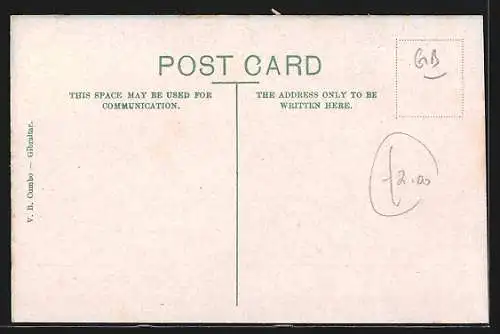 POST CARD
THIS SPACE MAY BE USED FOR
COMMUNICATION.
THE ADDRESS ONLY TO BE
WRITTEN HERE.
GB
£2.00
V. B. Cumbo — Gibraltar.